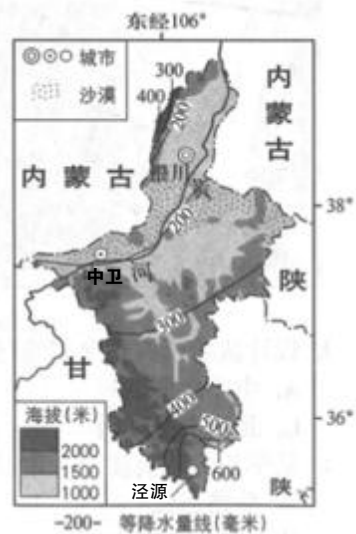 东经106°
城市
沙漠
内蒙古
300
400
200
银川
黄
内蒙古
38°
200
中卫
河
陕
300
甘
400
500
36°
600
海拔(米)
2000
1500
1000
泾源
陕
-200- 等降水量线(毫米)